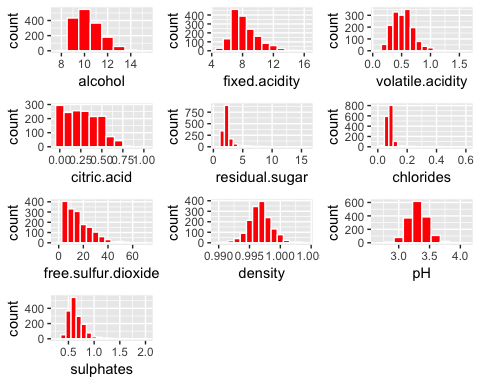 count
400
200
0
8 10 12 14
alcohol
count
400
300
200
100
0
4 8 12 16
fixed.acidity
count
300
200
100
0
0.0 0.5 1.0 1.5
volatile.acidity
count
300
200
100
0
0.00 0.25 0.50 0.75 1.00
citric.acid
count
750
500
250
0
0 5 10 15
residual.sugar
count
800
600
400
200
0
0.0 0.2 0.4 0.6
chlorides
count
400
300
200
100
0
0 20 40 60
free.sulfur.dioxide
count
400
300
200
100
0
0.990 0.995 1.000 1.00
density
count
600
400
200
0
3.0 3.5 4.0
pH
count
400
200
0
0.5 1.0 1.5 2.0
sulphates